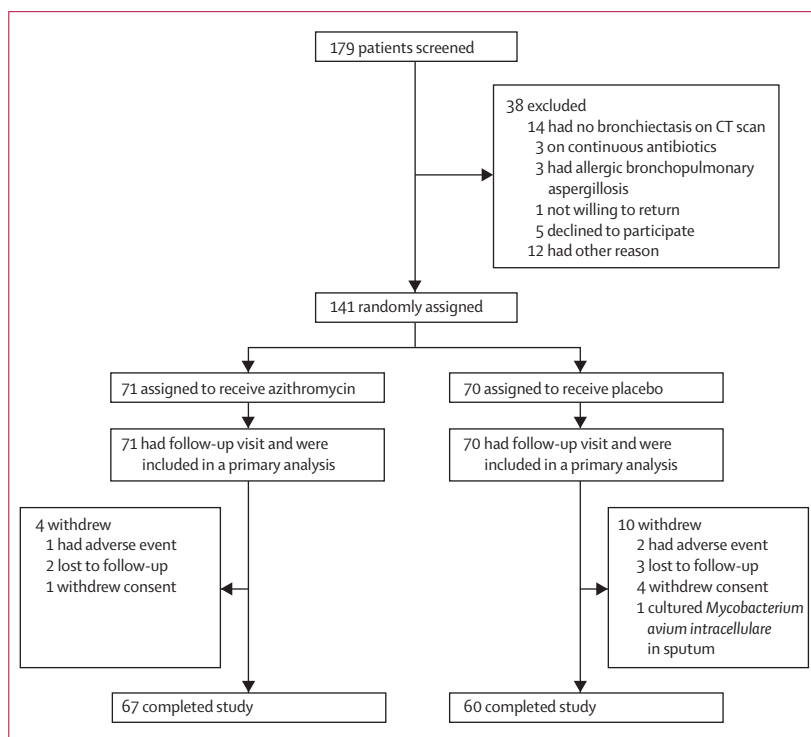 179 patients screened
38 excluded
14 had no bronchiectasis on CT scan
3 on continuous antibiotics
3 had allergic bronchopulmonary
aspergillosis
1 not willing to return
5 declined to participate
12 had other reason
141 randomly assigned
71 assigned to receive azithromycin
70 assigned to receive placebo
71 had follow-up visit and were
included in a primary analysis
70 had follow-up visit and were
included in a primary analysis
4 withdrew
1 had adverse event
2 lost to follow-up
1 withdrew consent
10 withdrew
2 had adverse event
3 lost to follow-up
4 withdrew consent
1 cultured Mycobacterium
avium intracellulare
in sputum
67 completed study
60 completed study